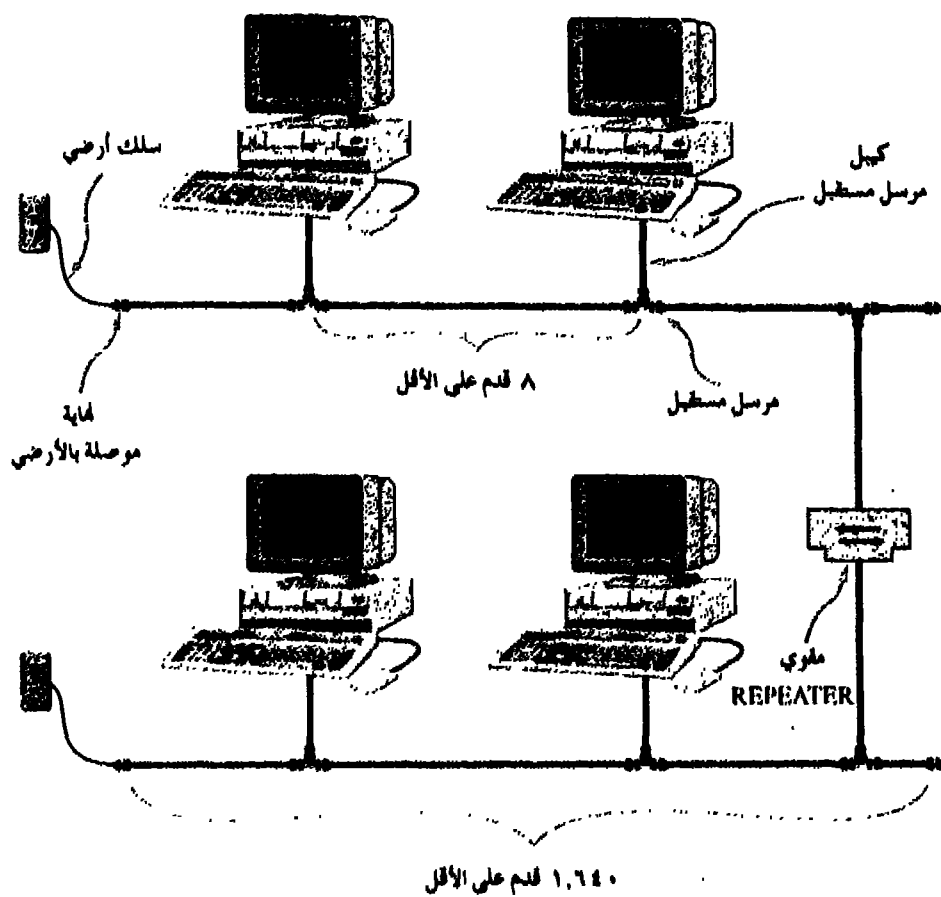 سلك أرضي
كيبل
مرسل مستقبل
٨ قدم على الأقل
مرسل مستقبل
نهاية
موصلة بالأرضي
REPEATER
١,٦٤٠ قدم على الأقل